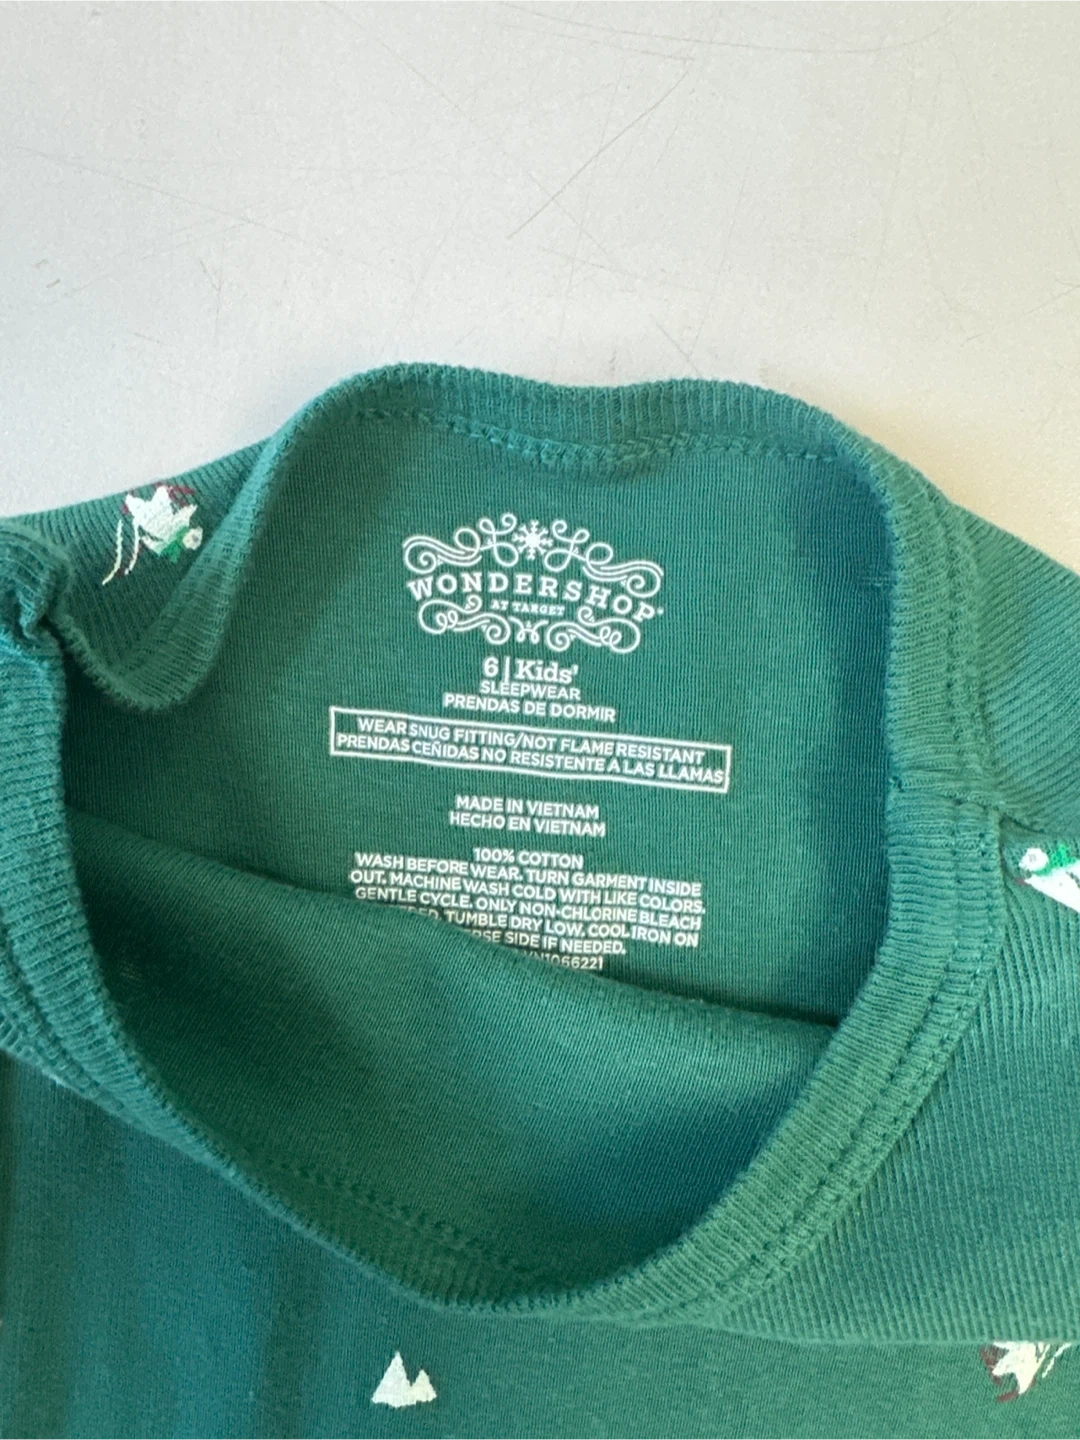 WONDERSHOP
AT TARGET
6 | Kids'
SLEEPWEAR
PRENDAS DE DORMIR
WEAR SNUG FITTING/NOT FLAME RESISTANT
PRENDAS CEÑIDAS NO RESISTENTE A LAS LLAMAS
MADE IN VIETNAM
HECHO EN VIETNAM
100% COTTON
WASH BEFORE WEAR. TURN GARMENT INSIDE
OUT. MACHINE WASH COLD WITH LIKE COLORS,
GENTLE CYCLE. ONLY NON-CHLORINE BLEACH
TUMBLE DRY LOW. COOL IRON ON
SIDE IF NEEDED.